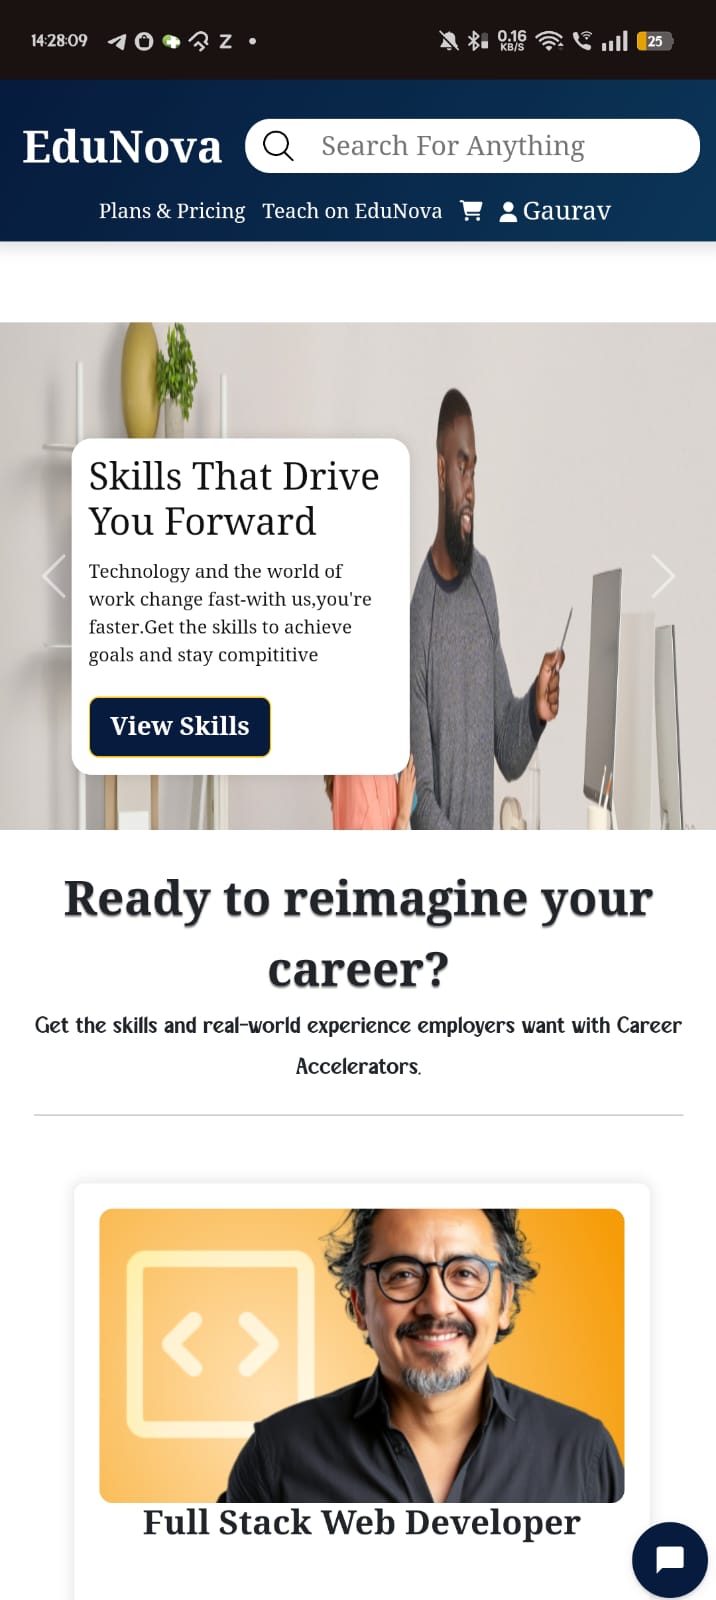 14:28:09 Z 0.16 KB/S 25
EduNova Search For Anything
Plans & Pricing Teach on EduNova Gaurav
Skills That Drive
You Forward
Technology and the world of
work change fast-with us,you're
faster.Get the skills to achieve
goals and stay compititive
View Skills
Ready to reimagine your
career?
Get the skills and real-world experience employers want with Career
Accelerators.
Full Stack Web Developer